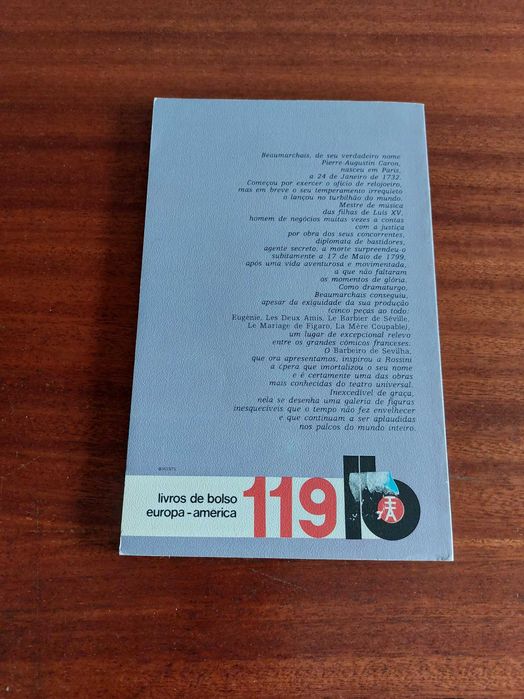 Beaumarchais, de seu verdadeiro nome
Pierre-Augustin Caron,
nasceu em Paris,
a 24 de Janeiro de 1732.
Começou por exercer o ofício de relojoeiro,
mas em breve o seu temperamento irrequieto
o lançou no turbilhão do mundo.
Mestre de música
das filhas de Luís XV,
homem de negócios muitas vezes a contas
com a justiça
por obra dos seus concorrentes,
diplomata de bastidores,
agente secreto, a morte surpreendeu-o
subitamente a 17 de Maio de 1799,
após uma vida aventurosa e movimentada,
a que não faltaram
os momentos de glória.
Como dramaturgo,
Beaumarchais conseguiu,
apesar da exiguidade da sua produção
(cinco peças ao todo:
Eugénie, Les Deux Amis, Le Barbier de Séville,
Le Mariage de Figaro, La Mère Coupable),
um lugar de excepcional relevo
entre os grandes cómicos franceses.
O Barbeiro de Sevilha,
que ora apresentamos, inspirou a Rossini
a ópera que imortalizou o seu nome
e é certamente uma das obras
mais conhecidas do teatro universal.
Inexcedível de graça,
nela se desenha uma galeria de figuras
inesquecíveis que o tempo não fez envelhecer
e que continuam a ser aplaudidas
nos palcos do mundo inteiro.
livros de bolso
europa-america
119
lb